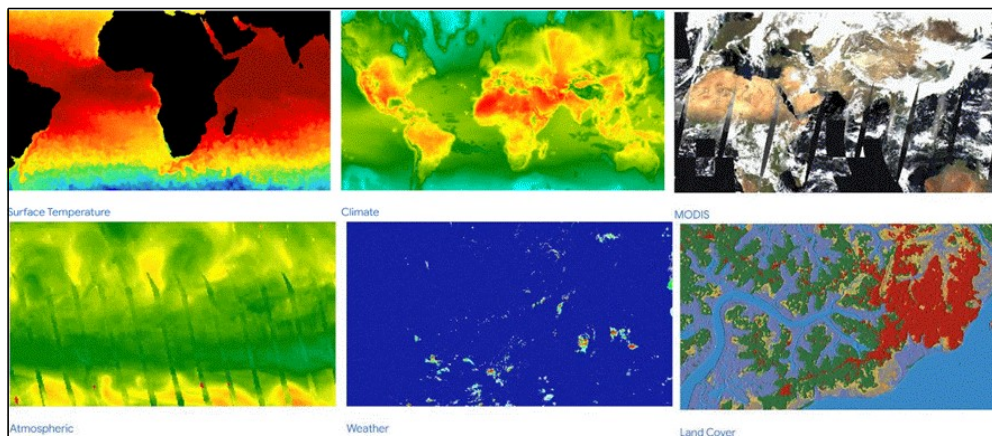 Surface Temperature
Climate
MODIS
Atmospheric
Weather
Land Cover